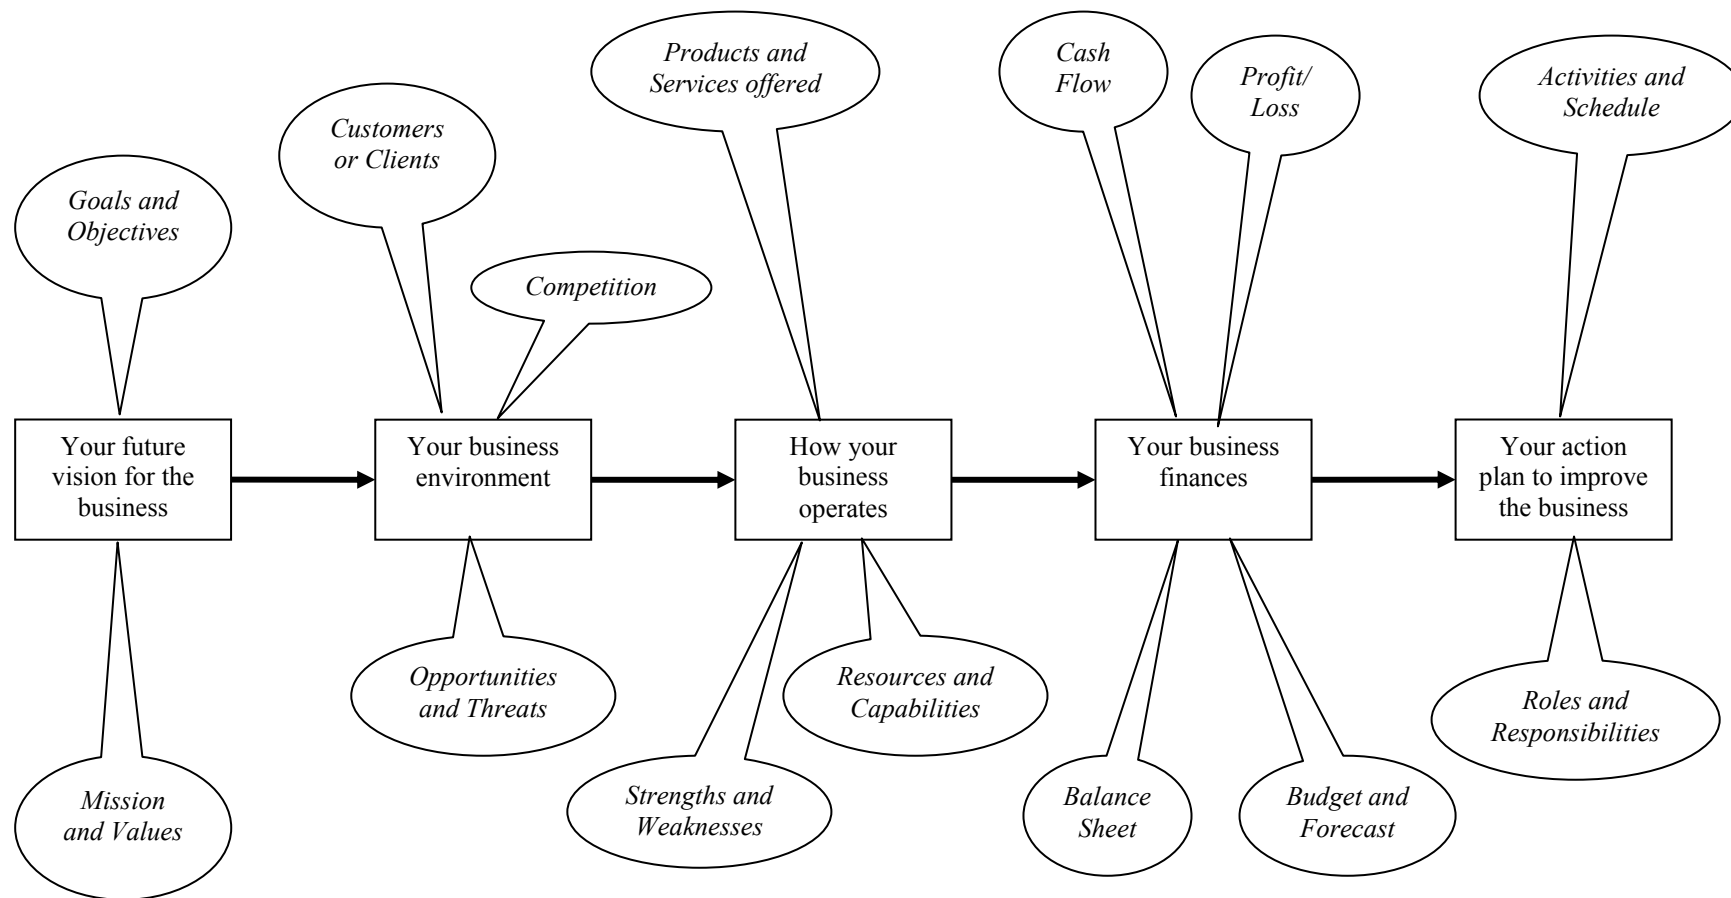 Products and
Services offered
Cash
Flow
Profit/
Loss
Activities and
Schedule
Customers
or Clients
Goals and
Objectives
Competition
Your future
vision for the
business
Your business
environment
How your
business
operates
Your business
finances
Your action
plan to improve
the business
Opportunities
and Threats
Resources and
Capabilities
Roles and
Responsibilities
Mission
and Values
Strengths and
Weaknesses
Balance
Sheet
Budget and
Forecast